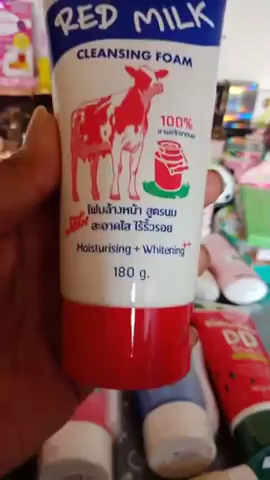 RED MILK
CLEANSING FOAM
100%
โฟมล้างหน้า สูตรนม
สะอาดใส ไร้ริ้วรอย
Moisturising + Whitening++
180 g.
DD